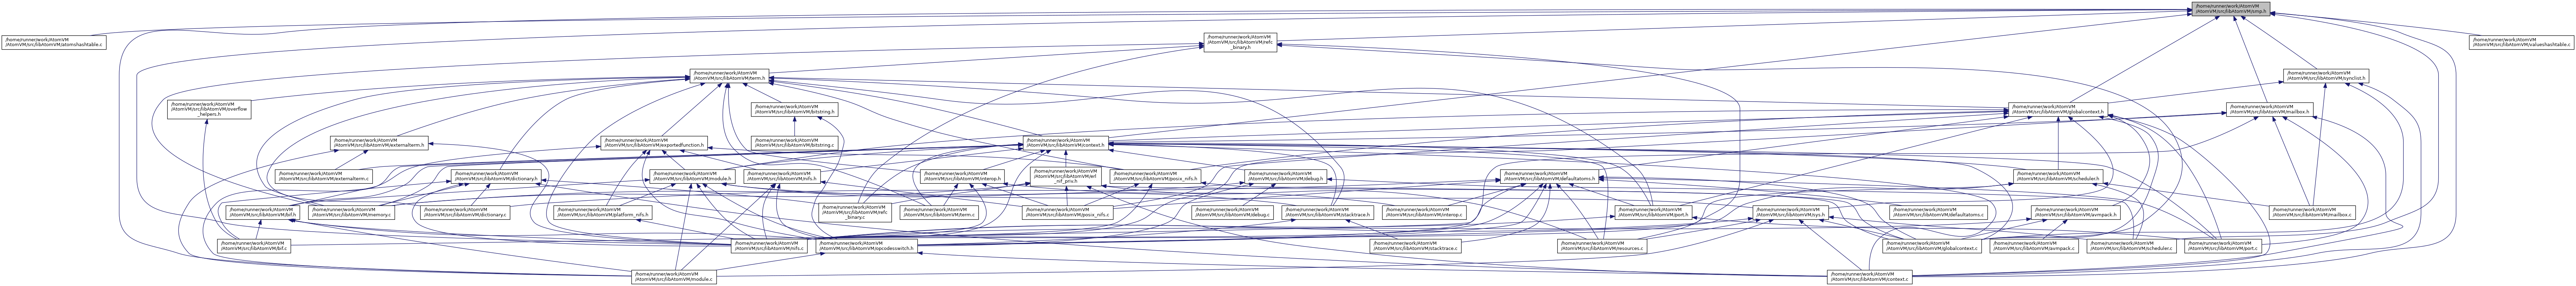 /home/runner/work/AtomVM
/AtomVM/src/libAtomVM/smp.h
/home/runner/work/AtomVM
/AtomVM/src/libAtomVM/atomshashtable.c
/home/runner/work/AtomVM
/AtomVM/src/libAtomVM/refc
_binary.h
/home/runner/work/AtomVM
/AtomVM/src/libAtomVM/valueshashtable.c
/home/runner/work/AtomVM
/AtomVM/src/libAtomVM/term.h
/home/runner/work/AtomVM
/AtomVM/src/libAtomVM/synclist.h
/home/runner/work/AtomVM
/AtomVM/src/libAtomVM/overflow
_helpers.h
/home/runner/work/AtomVM
/AtomVM/src/libAtomVM/bitstring.h
/home/runner/work/AtomVM
/AtomVM/src/libAtomVM/globalcontext.h
/home/runner/work/AtomVM
/AtomVM/src/libAtomVM/mailbox.h
/home/runner/work/AtomVM
/AtomVM/src/libAtomVM/externalterm.h
/home/runner/work/AtomVM
/AtomVM/src/libAtomVM/exportedfunction.h
/home/runner/work/AtomVM
/AtomVM/src/libAtomVM/bitstring.c
/home/runner/work/AtomVM
/AtomVM/src/libAtomVM/context.h
/home/runner/work/AtomVM
/AtomVM/src/libAtomVM/externalterm.c
/home/runner/work/AtomVM
/AtomVM/src/libAtomVM/dictionary.h
/home/runner/work/AtomVM
/AtomVM/src/libAtomVM/module.h
/home/runner/work/AtomVM
/AtomVM/src/libAtomVM/nifs.h
/home/runner/work/AtomVM
/AtomVM/src/libAtomVM/interop.h
/home/runner/work/AtomVM
/AtomVM/src/libAtomVM/erl
_nif_priv.h
/home/runner/work/AtomVM
/AtomVM/src/libAtomVM/posix_nifs.h
/home/runner/work/AtomVM
/AtomVM/src/libAtomVM/debug.h
/home/runner/work/AtomVM
/AtomVM/src/libAtomVM/defaultatoms.h
/home/runner/work/AtomVM
/AtomVM/src/libAtomVM/scheduler.h
/home/runner/work/AtomVM
/AtomVM/src/libAtomVM/bif.h
/home/runner/work/AtomVM
/AtomVM/src/libAtomVM/memory.c
/home/runner/work/AtomVM
/AtomVM/src/libAtomVM/dictionary.c
/home/runner/work/AtomVM
/AtomVM/src/libAtomVM/platform_nifs.h
/home/runner/work/AtomVM
/AtomVM/src/libAtomVM/refc
_binary.c
/home/runner/work/AtomVM
/AtomVM/src/libAtomVM/term.c
/home/runner/work/AtomVM
/AtomVM/src/libAtomVM/posix_nifs.c
/home/runner/work/AtomVM
/AtomVM/src/libAtomVM/debug.c
/home/runner/work/AtomVM
/AtomVM/src/libAtomVM/stacktrace.h
/home/runner/work/AtomVM
/AtomVM/src/libAtomVM/interop.c
/home/runner/work/AtomVM
/AtomVM/src/libAtomVM/port.h
/home/runner/work/AtomVM
/AtomVM/src/libAtomVM/sys.h
/home/runner/work/AtomVM
/AtomVM/src/libAtomVM/defaultatoms.c
/home/runner/work/AtomVM
/AtomVM/src/libAtomVM/avmpack.h
/home/runner/work/AtomVM
/AtomVM/src/libAtomVM/mailbox.c
/home/runner/work/AtomVM
/AtomVM/src/libAtomVM/bif.c
/home/runner/work/AtomVM
/AtomVM/src/libAtomVM/nifs.c
/home/runner/work/AtomVM
/AtomVM/src/libAtomVM/opcodesswitch.h
/home/runner/work/AtomVM
/AtomVM/src/libAtomVM/stacktrace.c
/home/runner/work/AtomVM
/AtomVM/src/libAtomVM/resources.c
/home/runner/work/AtomVM
/AtomVM/src/libAtomVM/globalcontext.c
/home/runner/work/AtomVM
/AtomVM/src/libAtomVM/avmpack.c
/home/runner/work/AtomVM
/AtomVM/src/libAtomVM/scheduler.c
/home/runner/work/AtomVM
/AtomVM/src/libAtomVM/port.c
/home/runner/work/AtomVM
/AtomVM/src/libAtomVM/module.c
/home/runner/work/AtomVM
/AtomVM/src/libAtomVM/context.c